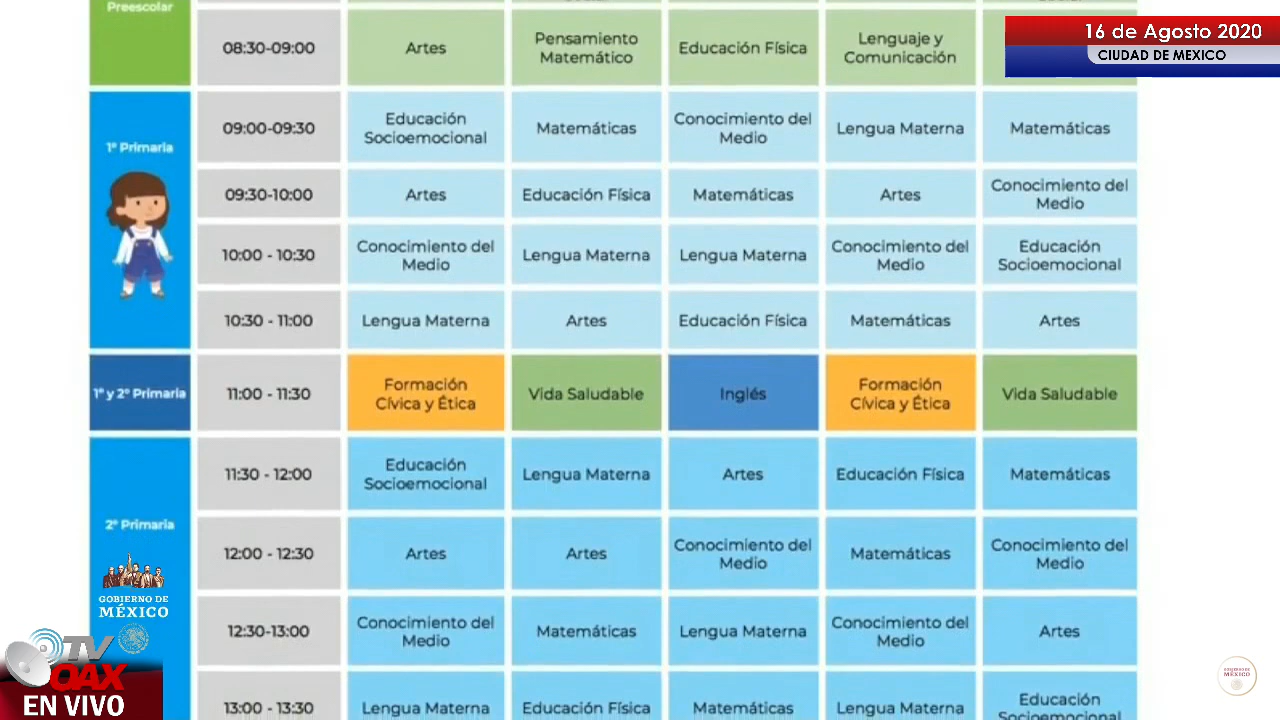 Preescolar
08:30-09:00
Artes
Pensamiento
Matemático
Educación Física
Lenguaje y
Comunicación
16 de Agosto 2020
CIUDAD DE MEXICO
1° Primaria
09:00-09:30
Educación
Socioemocional
Matemáticas
Conocimiento del
Medio
Lengua Materna
Matemáticas
09:30-10:00
Artes
Educación Física
Matemáticas
Artes
Conocimiento del
Medio
10:00 - 10:30
Conocimiento del
Medio
Lengua Materna
Lengua Materna
Conocimiento del
Medio
Educación
Socioemocional
10:30 - 11:00
Lengua Materna
Artes
Educación Física
Matemáticas
Artes
1° y 2° Primaria
11:00 - 11:30
Formación
Cívica y Ética
Vida Saludable
Inglés
Formación
Cívica y Ética
Vida Saludable
2° Primaria
11:30 - 12:00
Educación
Socioemocional
Lengua Materna
Artes
Educación Física
Matemáticas
12:00 - 12:30
Artes
Artes
Conocimiento del
Medio
Matemáticas
Conocimiento del
Medio
12:30-13:00
Conocimiento del
Medio
Matemáticas
Lengua Materna
Conocimiento del
Medio
Artes
13:00 - 13:30
Lengua Materna
Educación Física
Matemáticas
Lengua Materna
Educación
Socioemocional
GOBIERNO DE
MÉXICO
TV
OAX
EN VIVO
GOBIERNO DE
MÉXICO